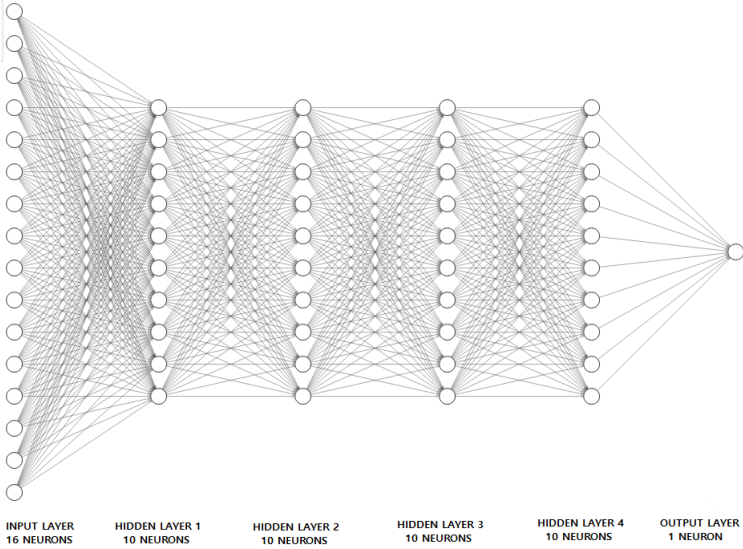 INPUT LAYER
16 NEURONS
HIDDEN LAYER 1
10 NEURONS
HIDDEN LAYER 2
10 NEURONS
HIDDEN LAYER 3
10 NEURONS
HIDDEN LAYER 4
10 NEURONS
OUTPUT LAYER
1 NEURON